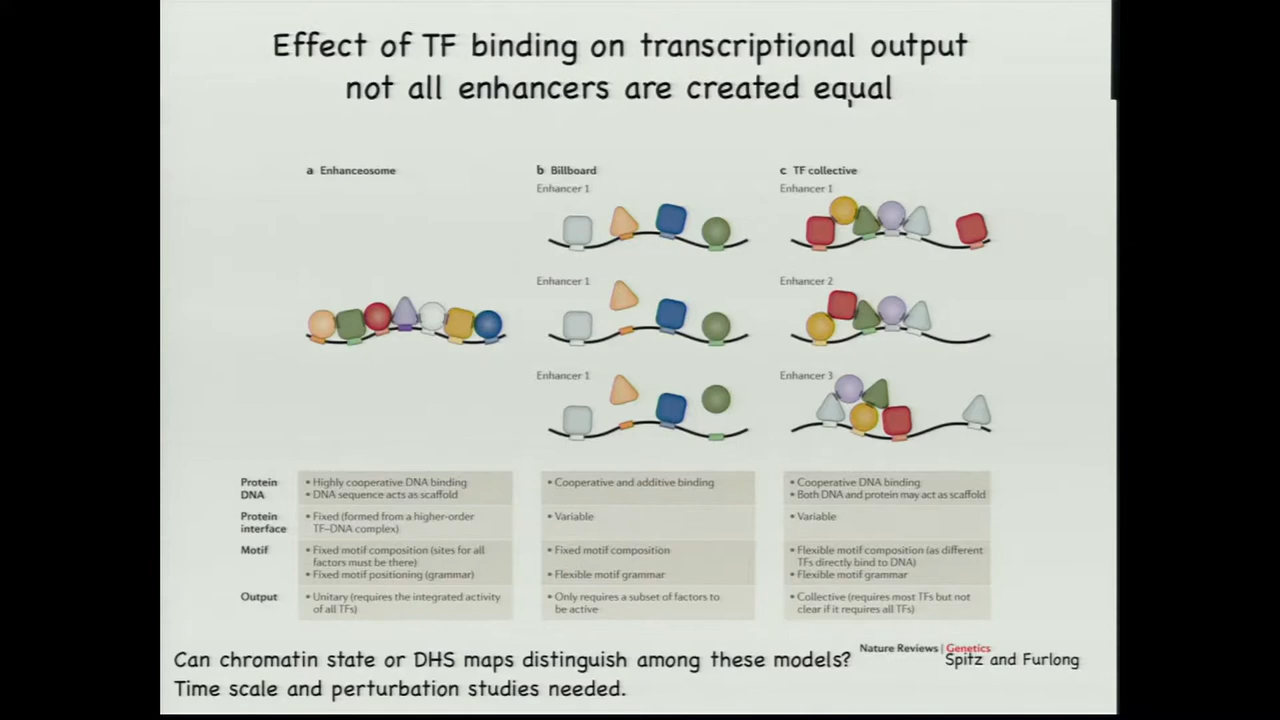 Effect of TF binding on transcriptional output
not all enhancers are created equal
a Enhanceosome
b Billboard
Enhancer 1
Enhancer 1
Enhancer 1
c TF collective
Enhancer 1
Enhancer 2
Enhancer 3
Protein
DNA
• Highly cooperative DNA binding
• DNA sequence acts as scaffold
• Cooperative and additive binding
• Cooperative DNA binding
• Both DNA and protein may act as scaffold
Protein
interface
• Fixed (formed from a higher-order
TF–DNA complex)
• Variable
• Variable
Motif
• Fixed motif composition (sites for all
factors must be there)
• Fixed motif positioning (grammar)
• Fixed motif composition
• Flexible motif grammar
• Flexible motif composition (as different
TFs directly bind to DNA)
• Flexible motif grammar
Output
• Unitary (requires the integrated activity
of all TFs)
• Only requires a subset of factors to
be active
• Collective (requires most TFs but not
clear if it requires all TFs)
Nature Reviews | Genetics
Spitz and Furlong
Can chromatin state or DHS maps distinguish among these models?
Time scale and perturbation studies needed.